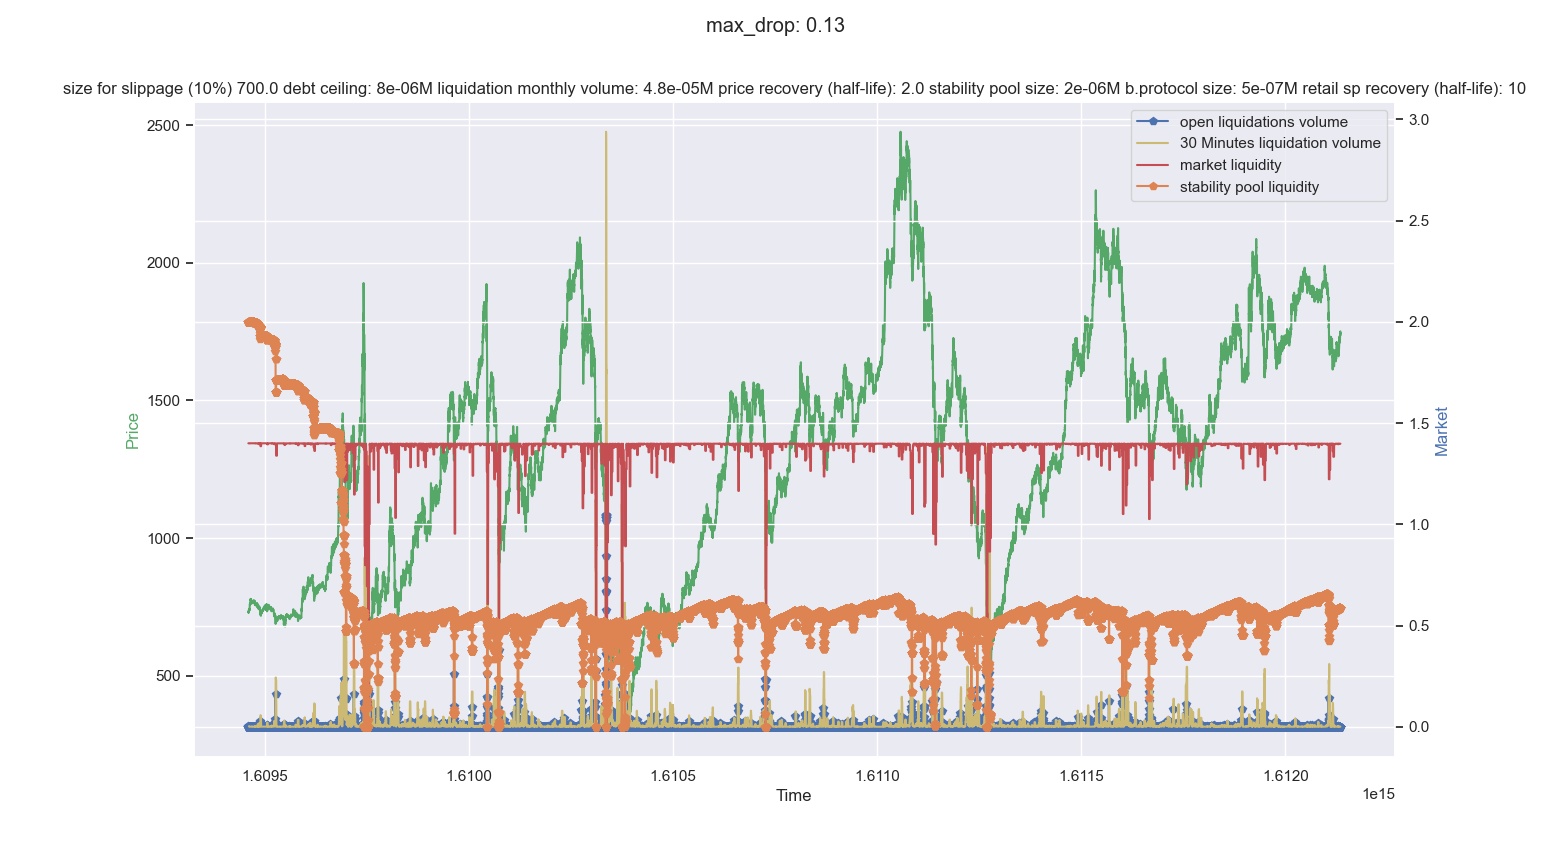 max_drop: 0.13
size for slippage (10%) 700.0 debt ceiling: 8e-06M liquidation monthly volume: 4.8e-05M price recovery (half-life): 2.0 stability pool size: 2e-06M b.protocol size: 5e-07M retail sp recovery (half-life): 10
open liquidations volume
30 Minutes liquidation volume
market liquidity
stability pool liquidity
2500
2000
1500
1000
500
Price
3.0
2.5
2.0
1.5
1.0
0.5
0.0
Market
1.6095 1.6100 1.6105 1.6110 1.6115 1.6120
1e15
Time